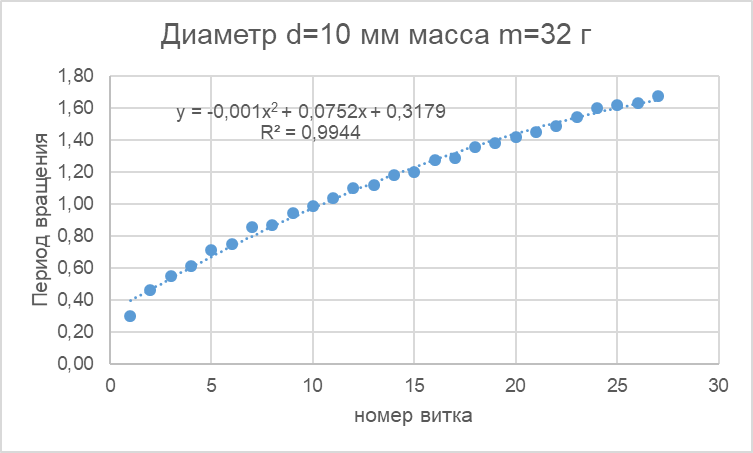 Диаметр d=10 мм масса m=32 г
1,80
1,60
1,40
1,20
1,00
0,80
0,60
0,40
0,20
0,00
y = -0,001x² + 0,0752x + 0,3179
R² = 0,9944
Период вращения
0 5 10 15 20 25 30
номер витка